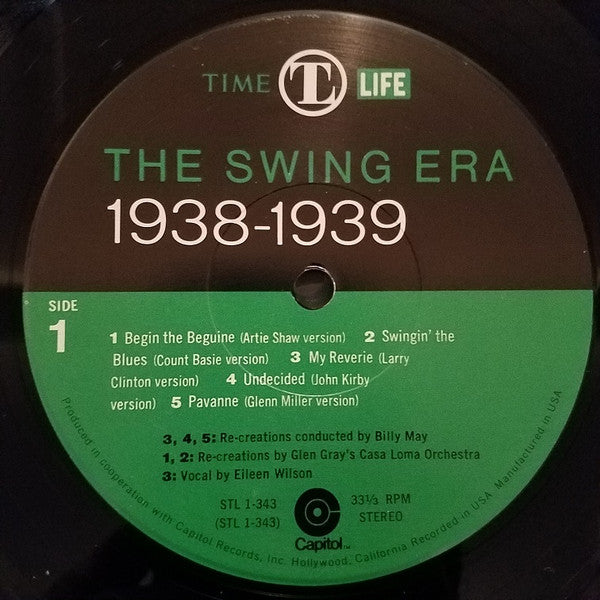 TIME TL LIFE
THE SWING ERA
1938-1939
SIDE
1
1 Begin the Beguine (Artie Shaw version) 2 Swingin' the
Blues (Count Basie version) 3 My Reverie (Larry
Clinton version) 4 Undecided (John Kirby
version) 5 Pavanne (Glenn Miller version)
3, 4, 5: Re-creations conducted by Billy May
1, 2: Re-creations by Glen Gray's Casa Loma Orchestra
3: Vocal by Eileen Wilson
STL 1-343
(STL 1-343)
33⅓ RPM
STEREO
Capitol™
Produced in cooperation with Capitol Records, Inc. Hollywood, California Recorded in USA Manufactured in USA